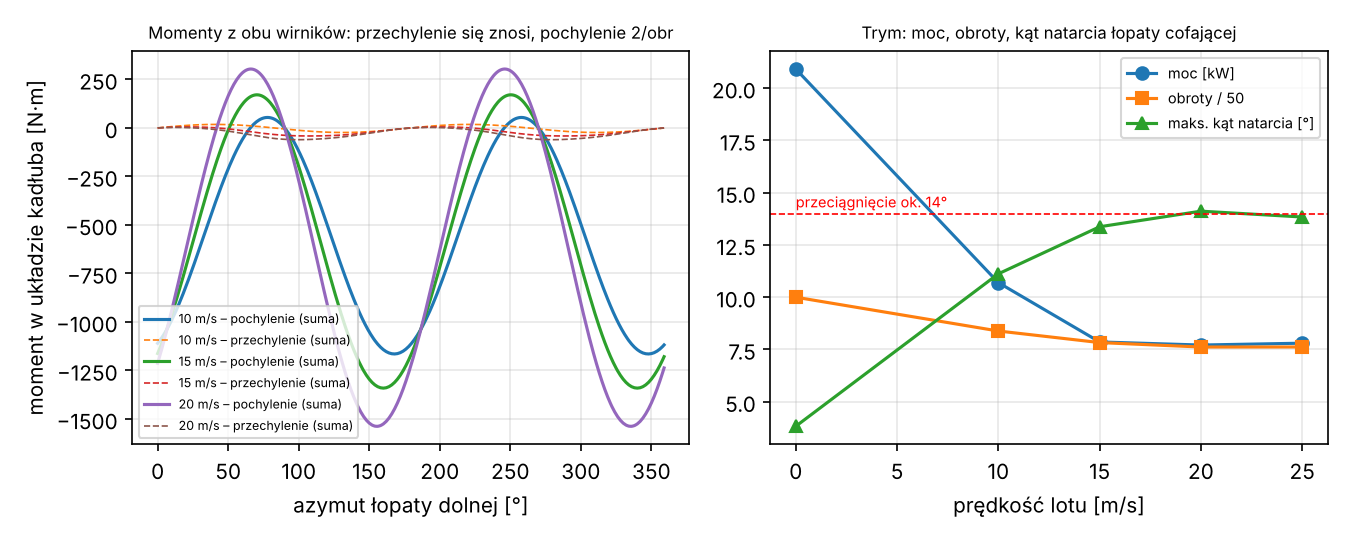 Momenty z obu wirników: przechylenie się znosi, pochylenie 2/obr
moment w układzie kadłuba [N·m]
250
0
−250
−500
−750
−1000
−1250
−1500
10 m/s – pochylenie (suma)
10 m/s – przechylenie (suma)
15 m/s – pochylenie (suma)
15 m/s – przechylenie (suma)
20 m/s – pochylenie (suma)
20 m/s – przechylenie (suma)
0 50 100 150 200 250 300 350
azymut łopaty dolnej [°]
Trym: moc, obroty, kąt natarcia łopaty cofającej
20.0
17.5
15.0
12.5
10.0
7.5
5.0
moc [kW]
obroty / 50
maks. kąt natarcia [°]
przeciągnięcie ok. 14°
0 5 10 15 20 25
prędkość lotu [m/s]